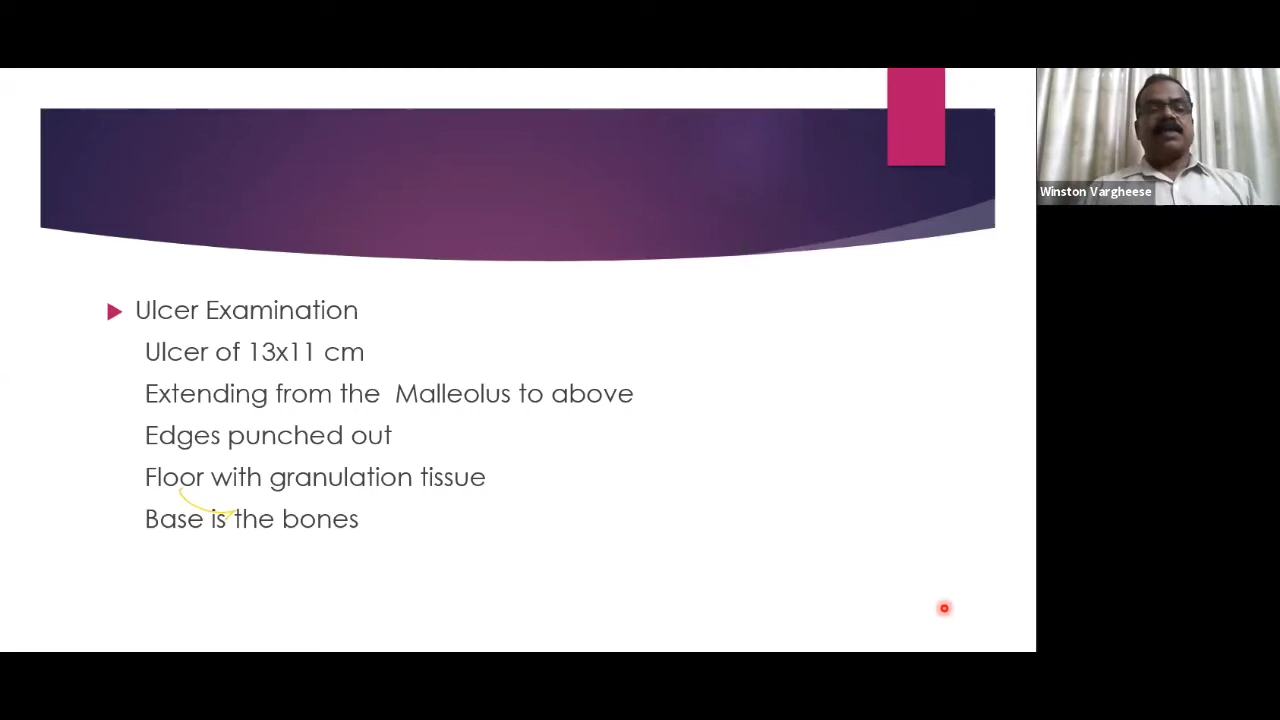 Winston Vargheese
Ulcer Examination
Ulcer of 13x11 cm
Extending from the  Malleolus to above
Edges punched out
Floor with granulation tissue
Base is the bones